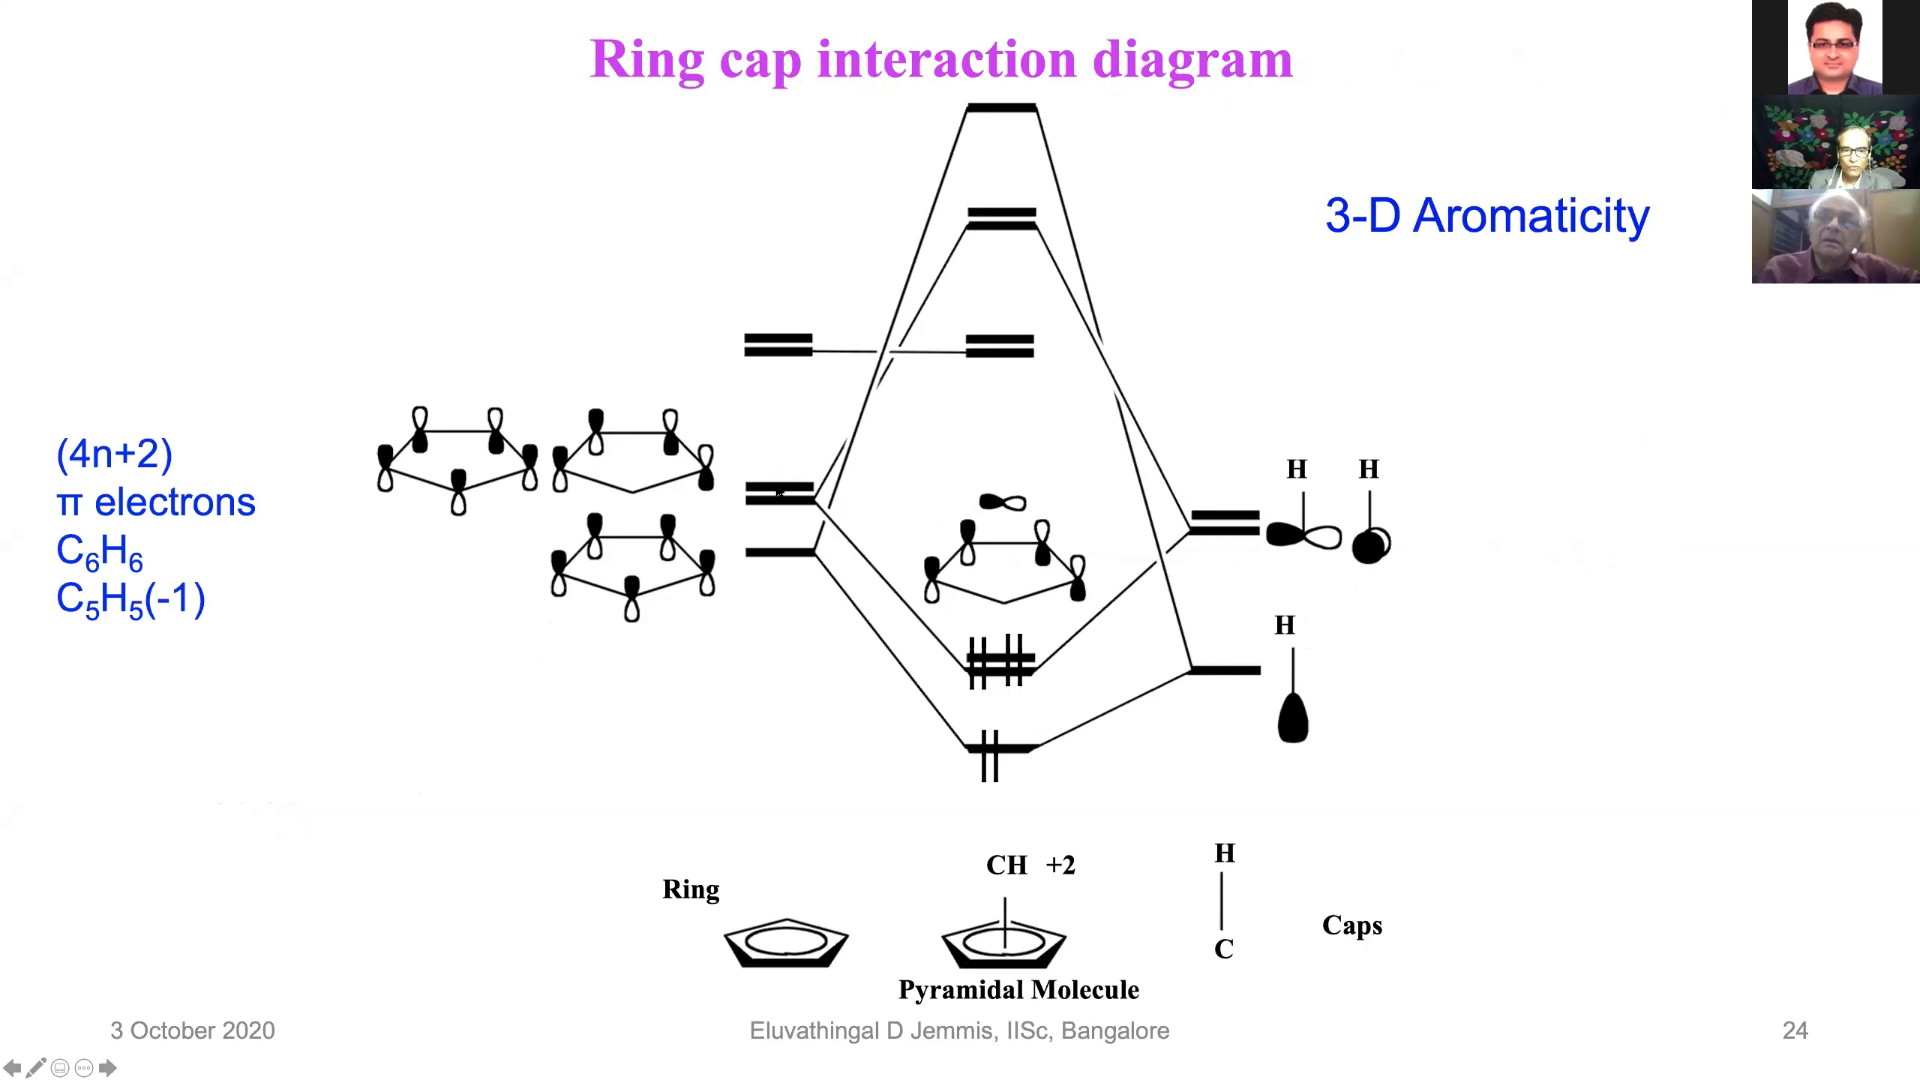 Ring cap interaction diagram
3-D Aromaticity
(4n+2)
π electrons
C₆H₆
C₅H₅(-1)
H H
H
Ring
CH +2
H
C
Caps
Pyramidal Molecule
3 October 2020
Eluvathingal D Jemmis, IISc, Bangalore
24